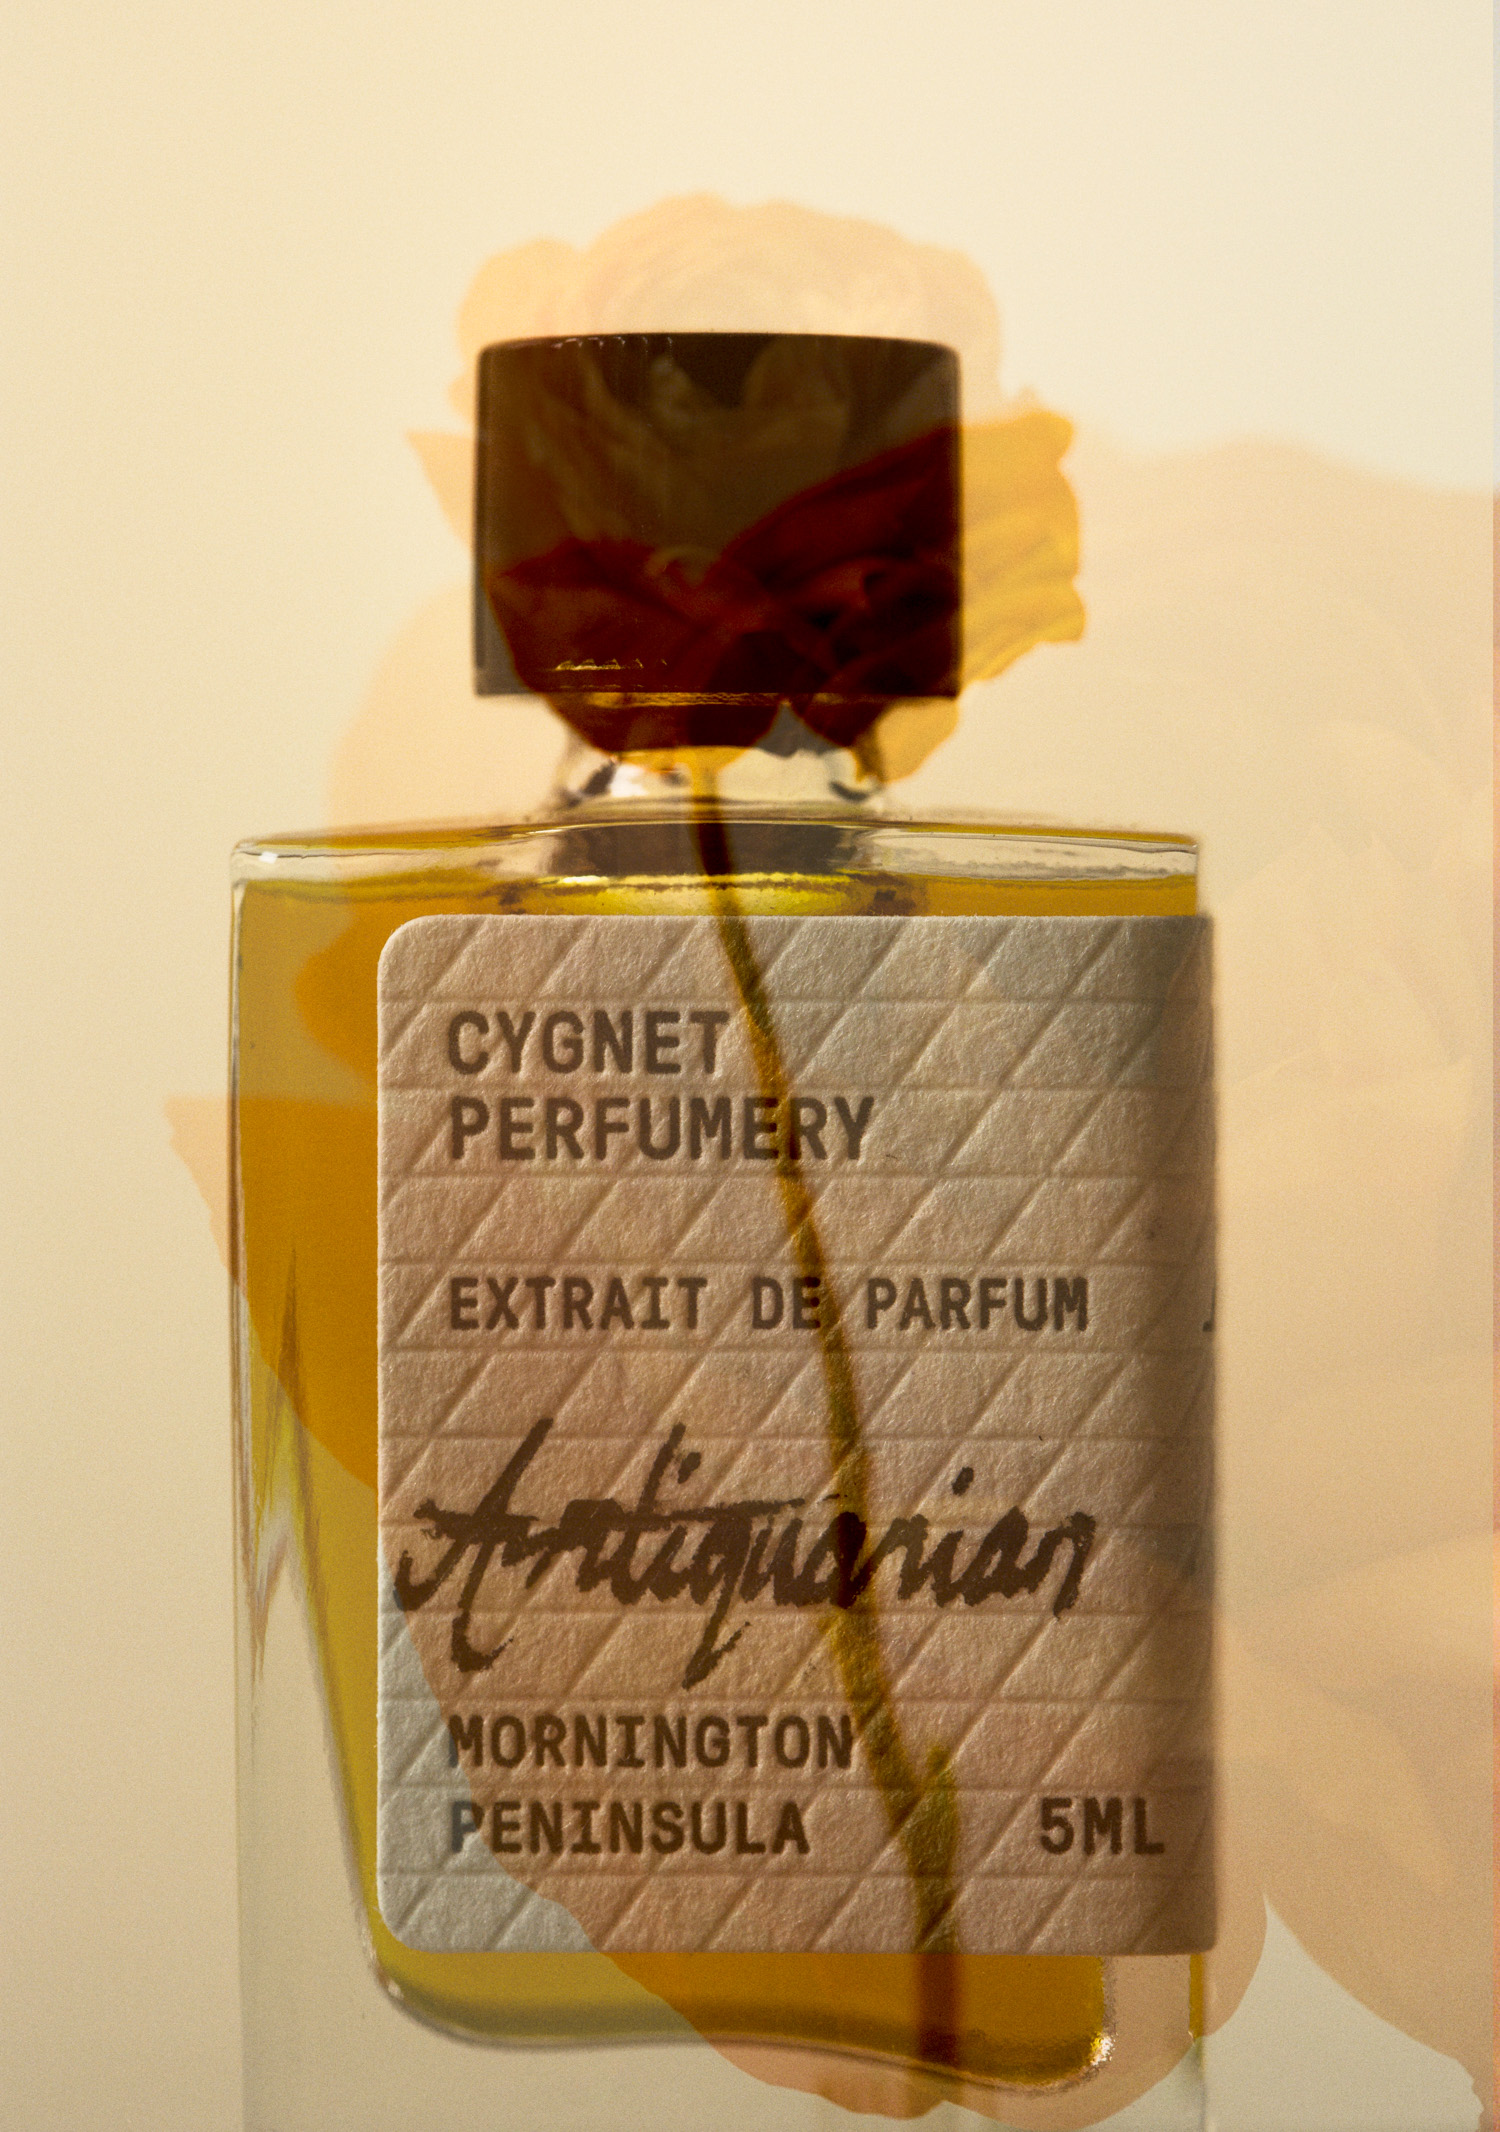 CYGNET
PERFUMERY
EXTRAIT DE PARFUM
Antiquarian
MORNINGTON
PENINSULA 5ML